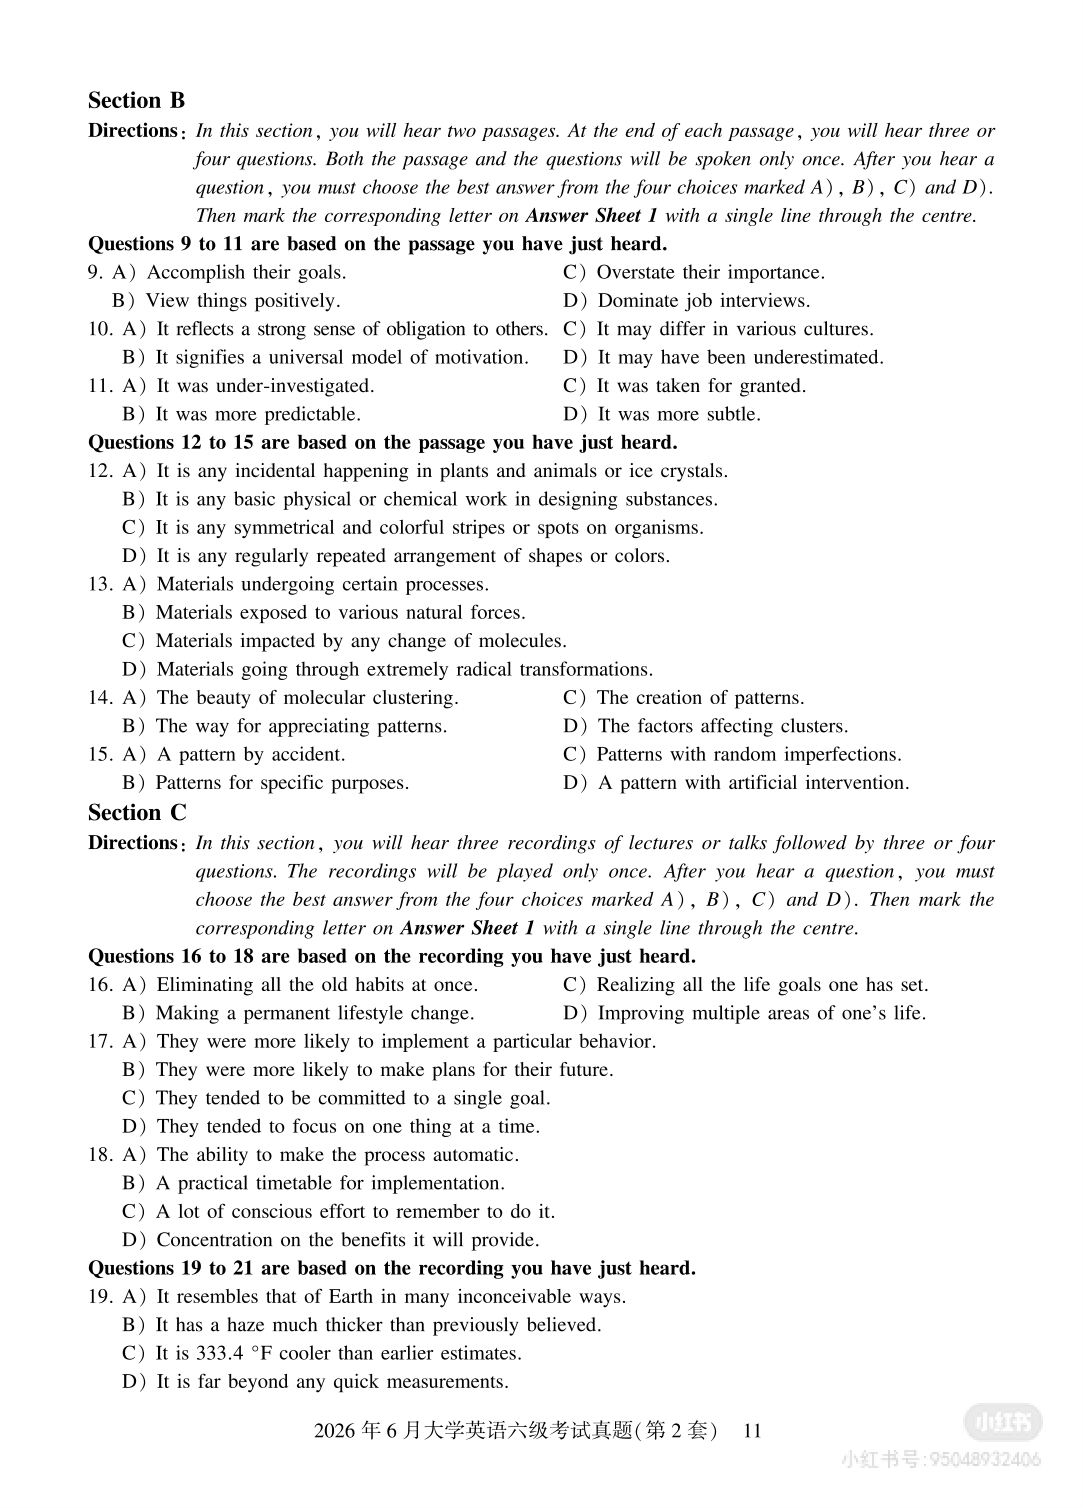 Section B
Directions: In this section, you will hear two passages. At the end of each passage, you will hear three or
four questions. Both the passage and the questions will be spoken only once. After you hear a
question, you must choose the best answer from the four choices marked A), B), C) and D).
Then mark the corresponding letter on Answer Sheet 1 with a single line through the centre.
Questions 9 to 11 are based on the passage you have just heard.
9. A) Accomplish their goals. C) Overstate their importance.
B) View things positively. D) Dominate job interviews.
10. A) It reflects a strong sense of obligation to others. C) It may differ in various cultures.
B) It signifies a universal model of motivation. D) It may have been underestimated.
11. A) It was under-investigated. C) It was taken for granted.
B) It was more predictable. D) It was more subtle.
Questions 12 to 15 are based on the passage you have just heard.
12. A) It is any incidental happening in plants and animals or ice crystals.
B) It is any basic physical or chemical work in designing substances.
C) It is any symmetrical and colorful stripes or spots on organisms.
D) It is any regularly repeated arrangement of shapes or colors.
13. A) Materials undergoing certain processes.
B) Materials exposed to various natural forces.
C) Materials impacted by any change of molecules.
D) Materials going through extremely radical transformations.
14. A) The beauty of molecular clustering. C) The creation of patterns.
B) The way for appreciating patterns. D) The factors affecting clusters.
15. A) A pattern by accident. C) Patterns with random imperfections.
B) Patterns for specific purposes. D) A pattern with artificial intervention.
Section C
Directions: In this section, you will hear three recordings of lectures or talks followed by three or four
questions. The recordings will be played only once. After you hear a question, you must
choose the best answer from the four choices marked A), B), C) and D). Then mark the
corresponding letter on Answer Sheet 1 with a single line through the centre.
Questions 16 to 18 are based on the recording you have just heard.
16. A) Eliminating all the old habits at once. C) Realizing all the life goals one has set.
B) Making a permanent lifestyle change. D) Improving multiple areas of one's life.
17. A) They were more likely to implement a particular behavior.
B) They were more likely to make plans for their future.
C) They tended to be committed to a single goal.
D) They tended to focus on one thing at a time.
18. A) The ability to make the process automatic.
B) A practical timetable for implementation.
C) A lot of conscious effort to remember to do it.
D) Concentration on the benefits it will provide.
Questions 19 to 21 are based on the recording you have just heard.
19. A) It resembles that of Earth in many inconceivable ways.
B) It has a haze much thicker than previously believed.
C) It is 333.4 °F cooler than earlier estimates.
D) It is far beyond any quick measurements.
2026 年 6 月大学英语六级考试真题(第 2 套) 11
小红书
小红书号:95048932406